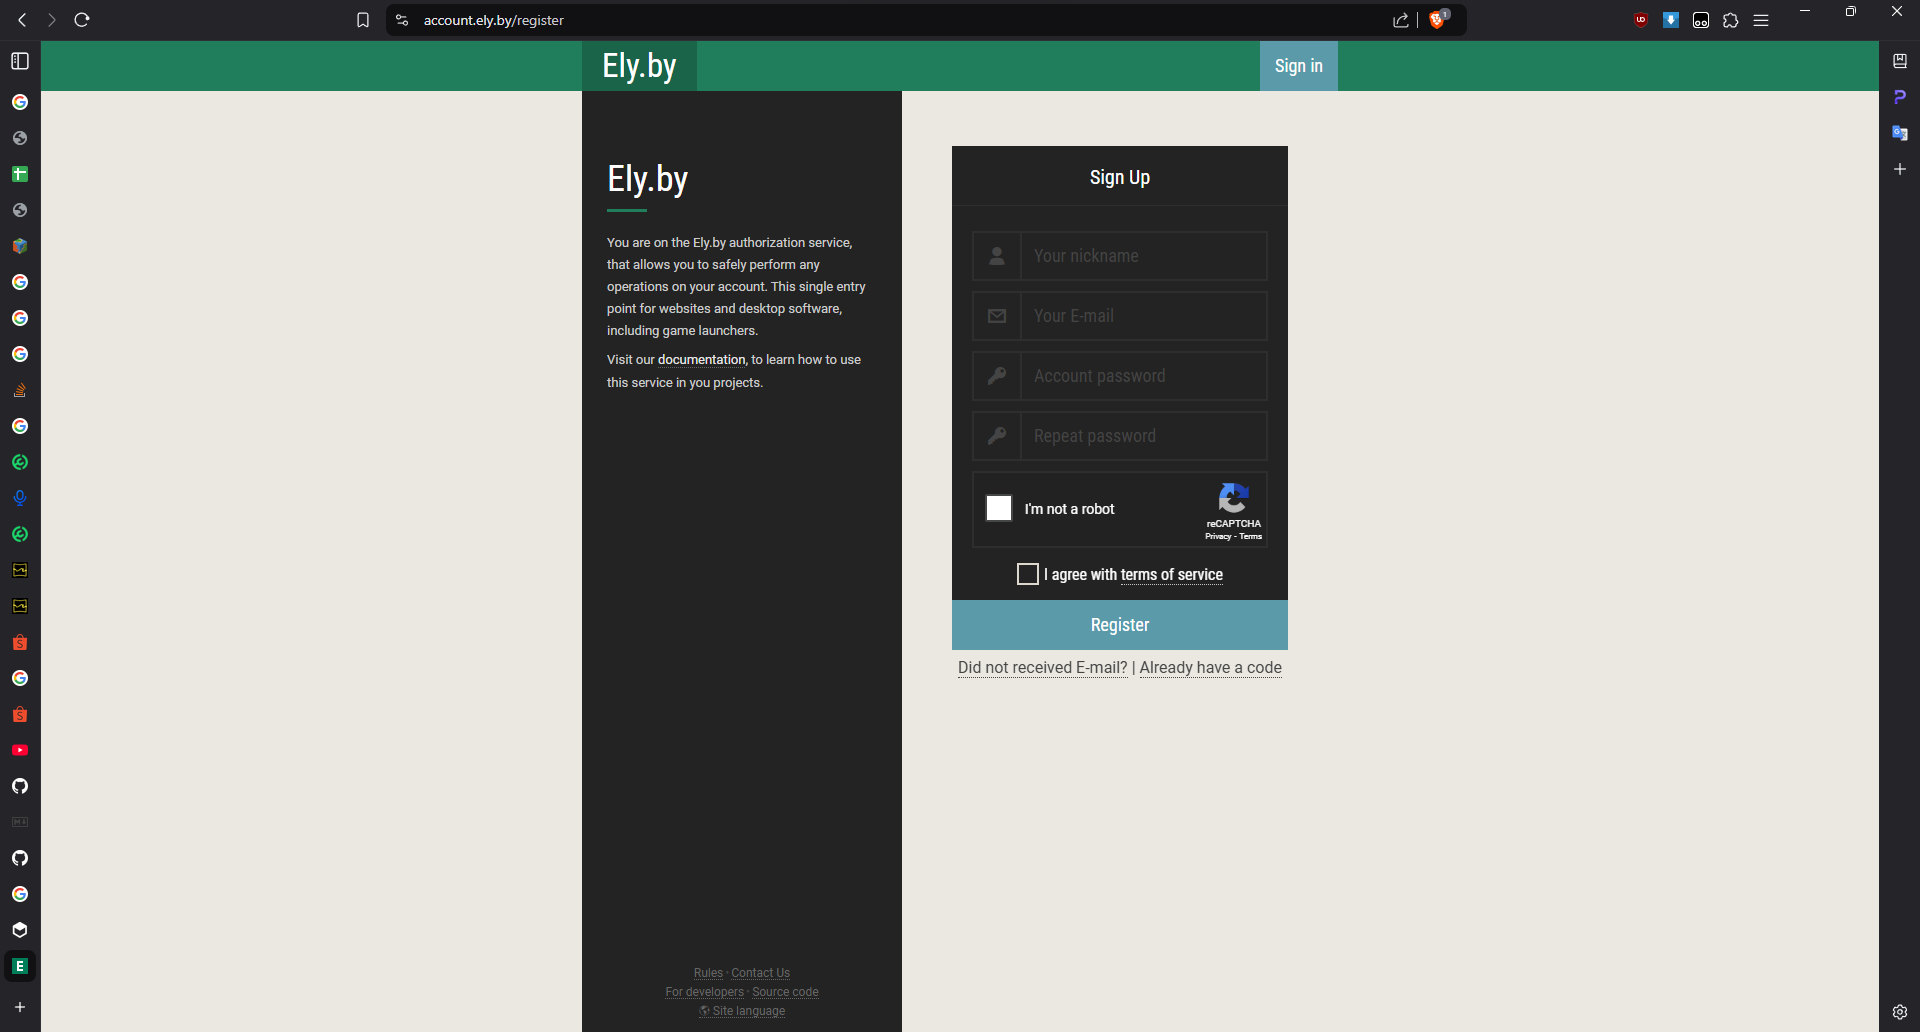 account.ely.by/register
1
Ely.by
Sign in
Ely.by
You are on the Ely.by authorization service,
that allows you to safely perform any
operations on your account. This single entry
point for websites and desktop software,
including game launchers.
Visit our documentation, to learn how to use
this service in you projects.
Sign Up
Your nickname
Your E-mail
Account password
Repeat password
I'm not a robot
reCAPTCHA
Privacy - Terms
I agree with terms of service
Register
Did not received E-mail? | Already have a code
Rules · Contact Us
For developers · Source code
Site language
E